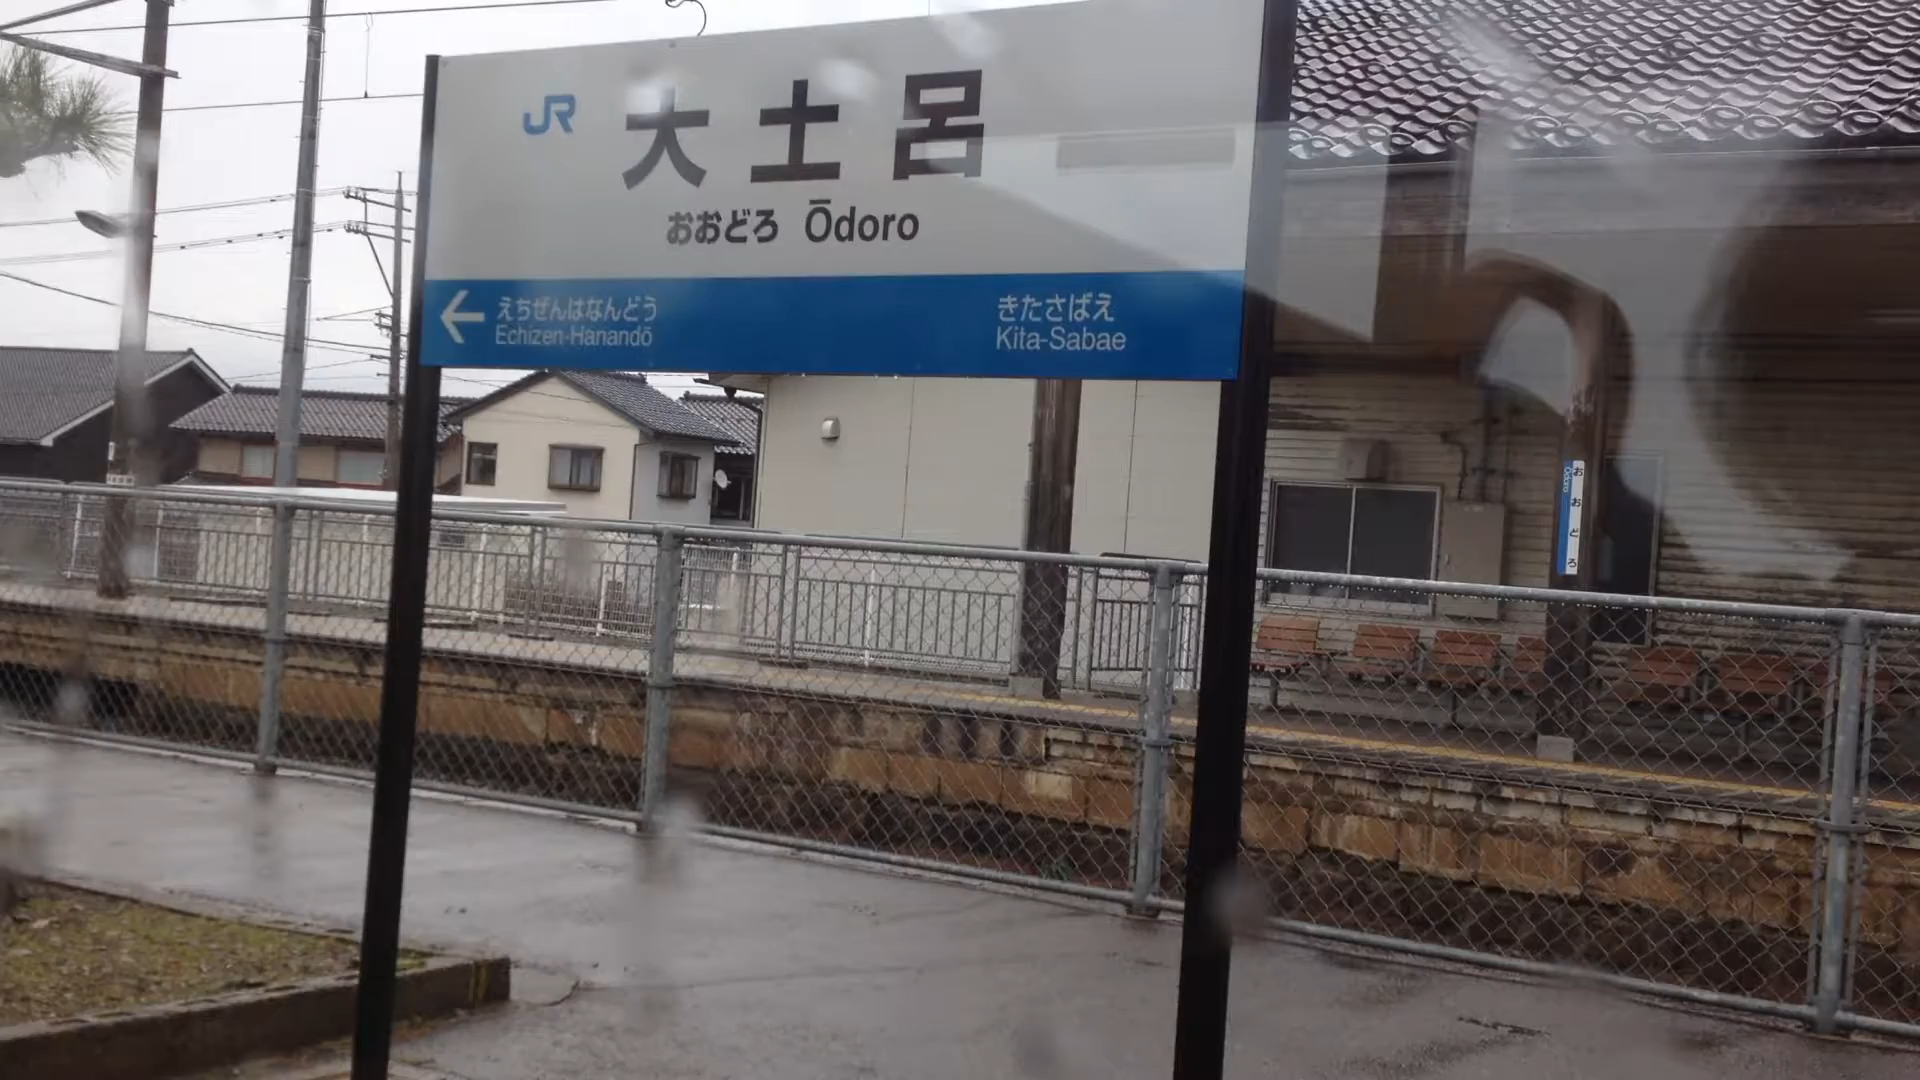 JR 大土呂
おおどろ Ōdoro
← えちぜんはなんどう きたさばえ
Echizen-Hanandō Kita-Sabae
おおどろ
Ōdoro